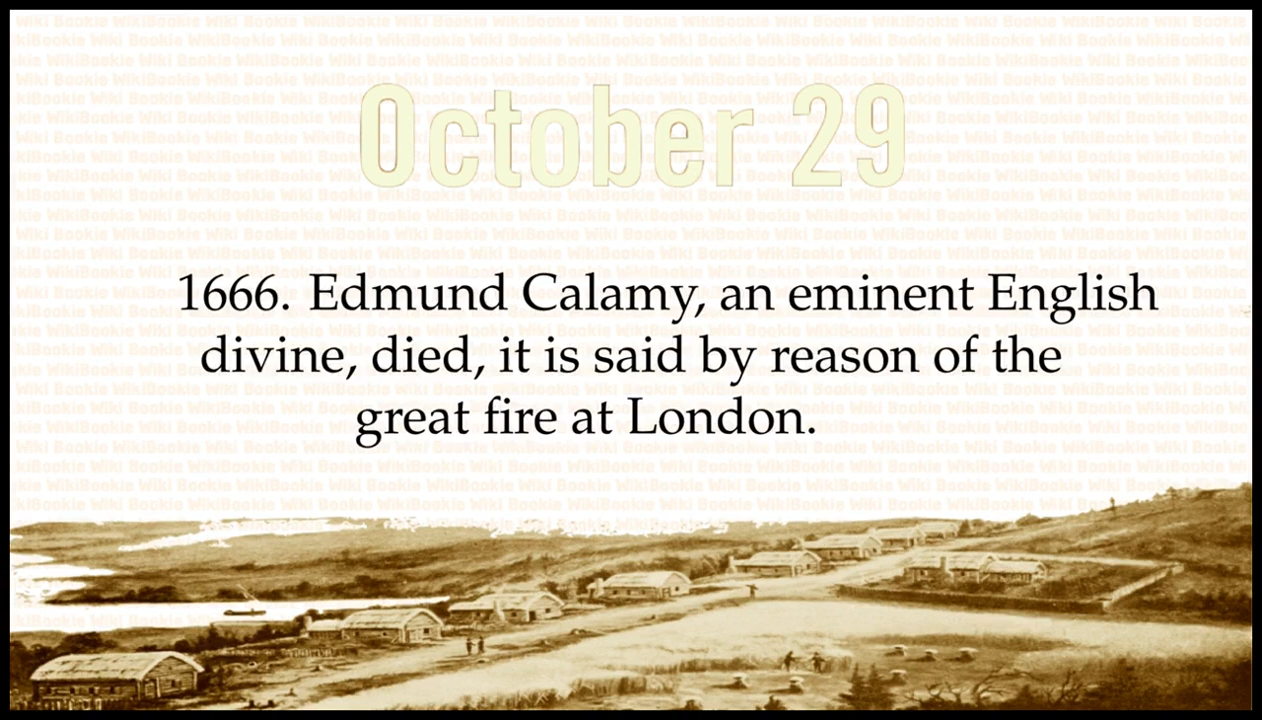 October 29
1666. Edmund Calamy, an eminent English
divine, died, it is said by reason of the
great fire at London.